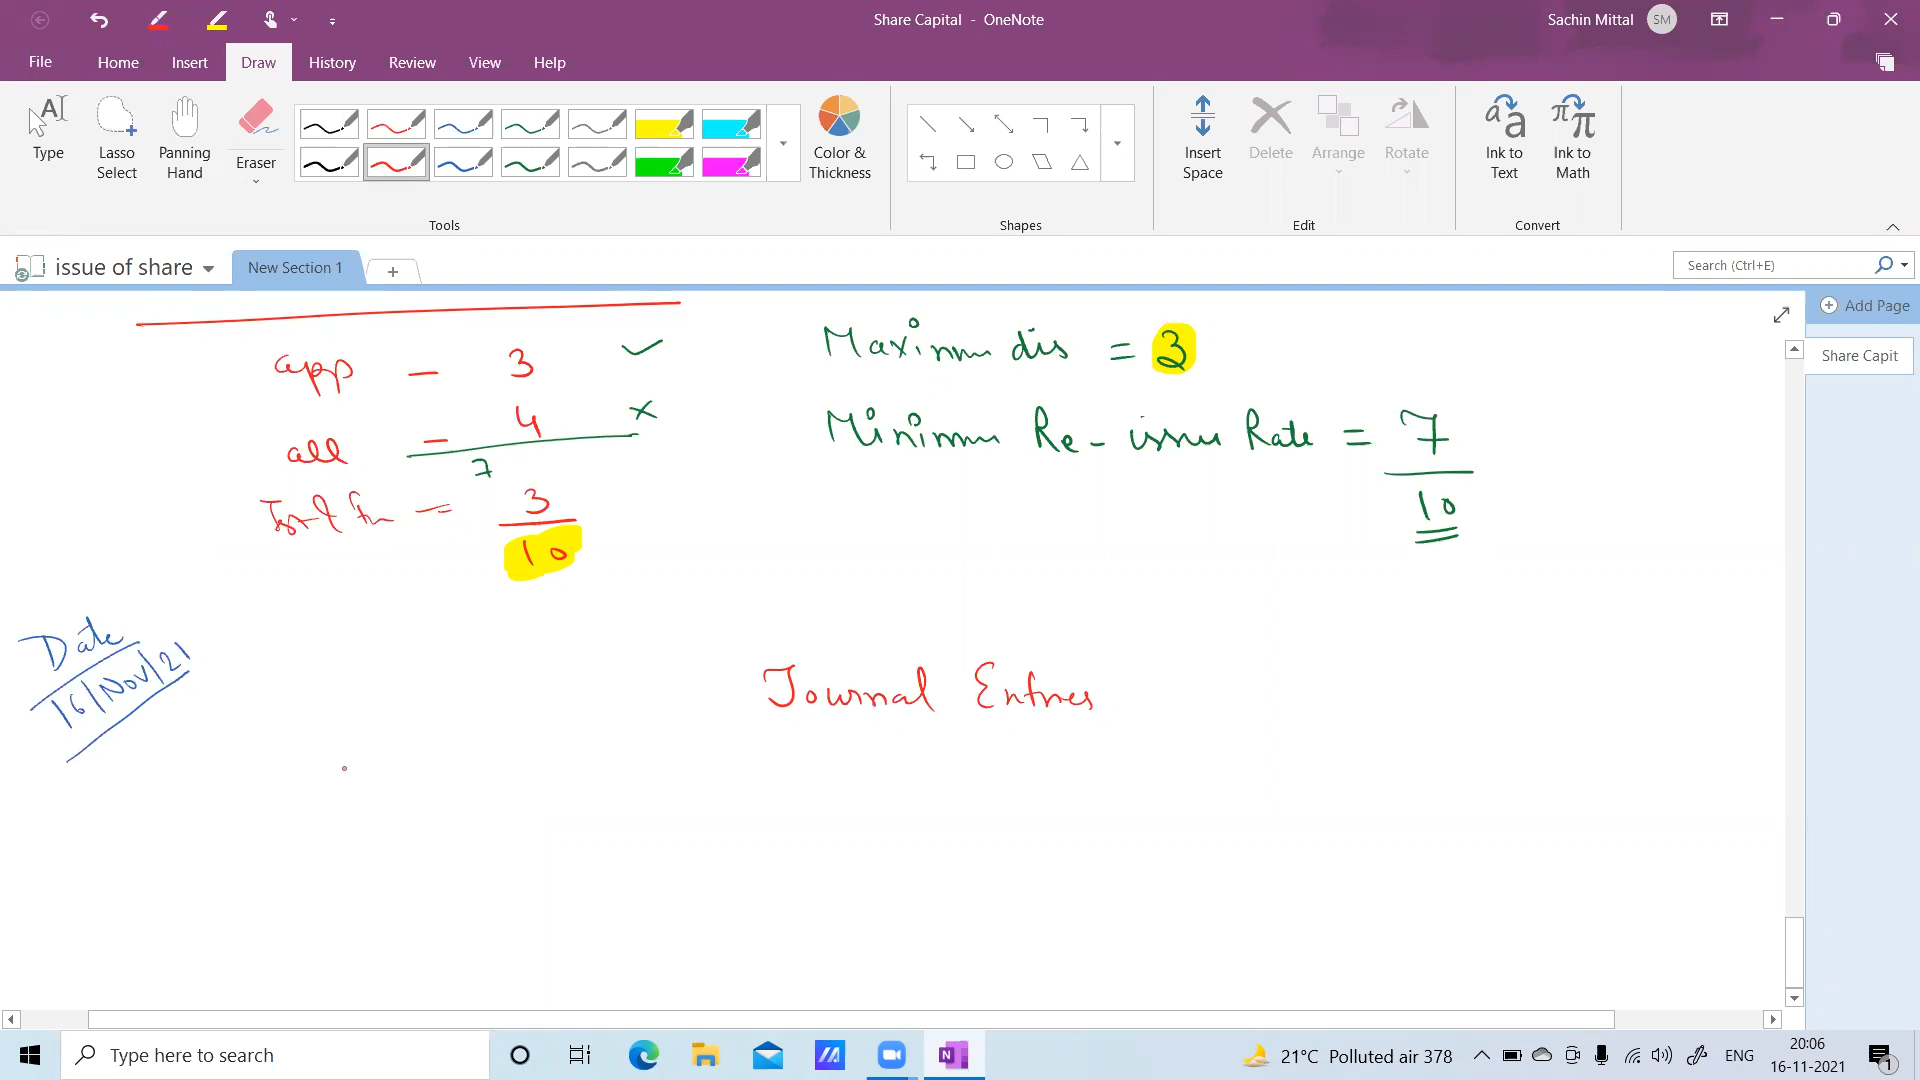 Share Capital - OneNote
Sachin Mittal SM
File Home Insert Draw History Review View Help
Type
Lasso Select
Panning Hand
Eraser
Color & Thickness
Insert Space
Delete
Arrange
Rotate
Ink to Text
Ink to Math
Tools
Shapes
Edit
Convert
issue of share
New Section 1
+
Search (Ctrl+E)
Add Page
Share Capit
app - 3 ✓
all - 4 ×
7
= 3
10
Maximum dis = 3
Minimum Re-issue Rate = 7
10
Date
16/Nov/21
Journal Entries
Type here to search
21°C Polluted air 378
ENG
20:06
16-11-2021
1